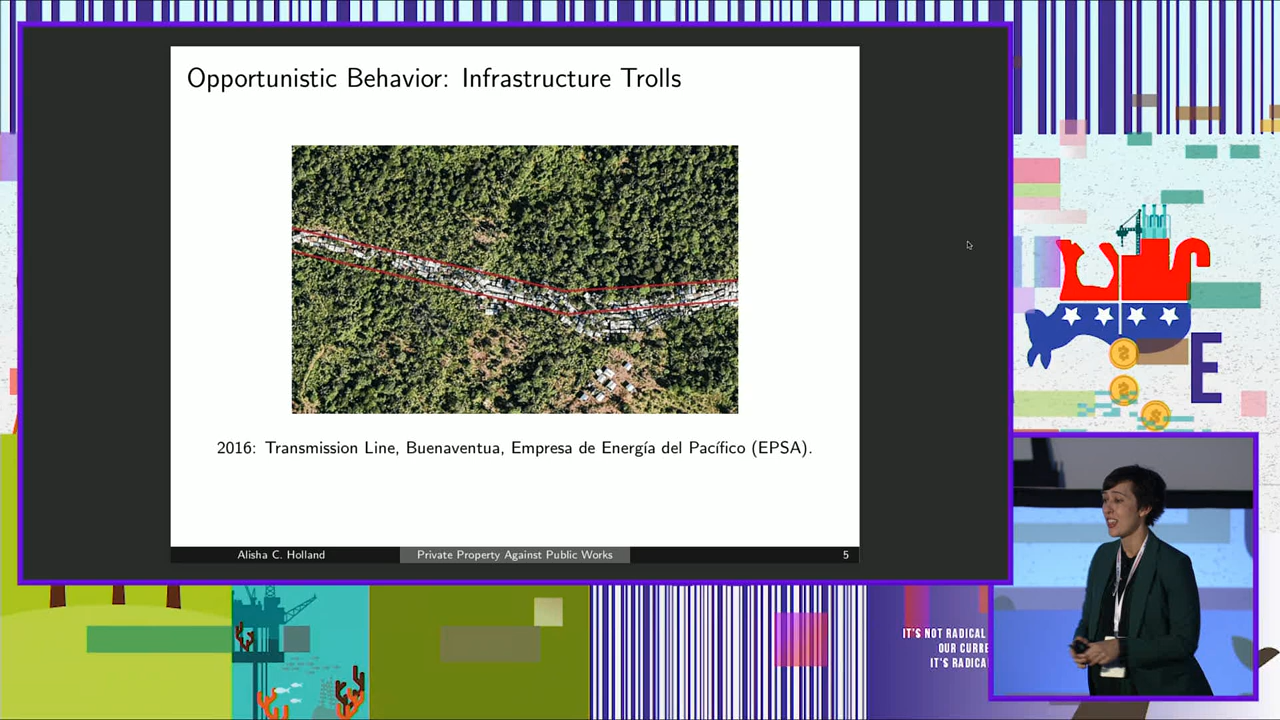 Opportunistic Behavior: Infrastructure Trolls
2016: Transmission Line, Buenaventua, Empresa de Energía del Pacífico (EPSA).
Alisha C. Holland
Private Property Against Public Works
5
E
IT'S NOT RADICAL
OUR CURRE
IT'S RADICA